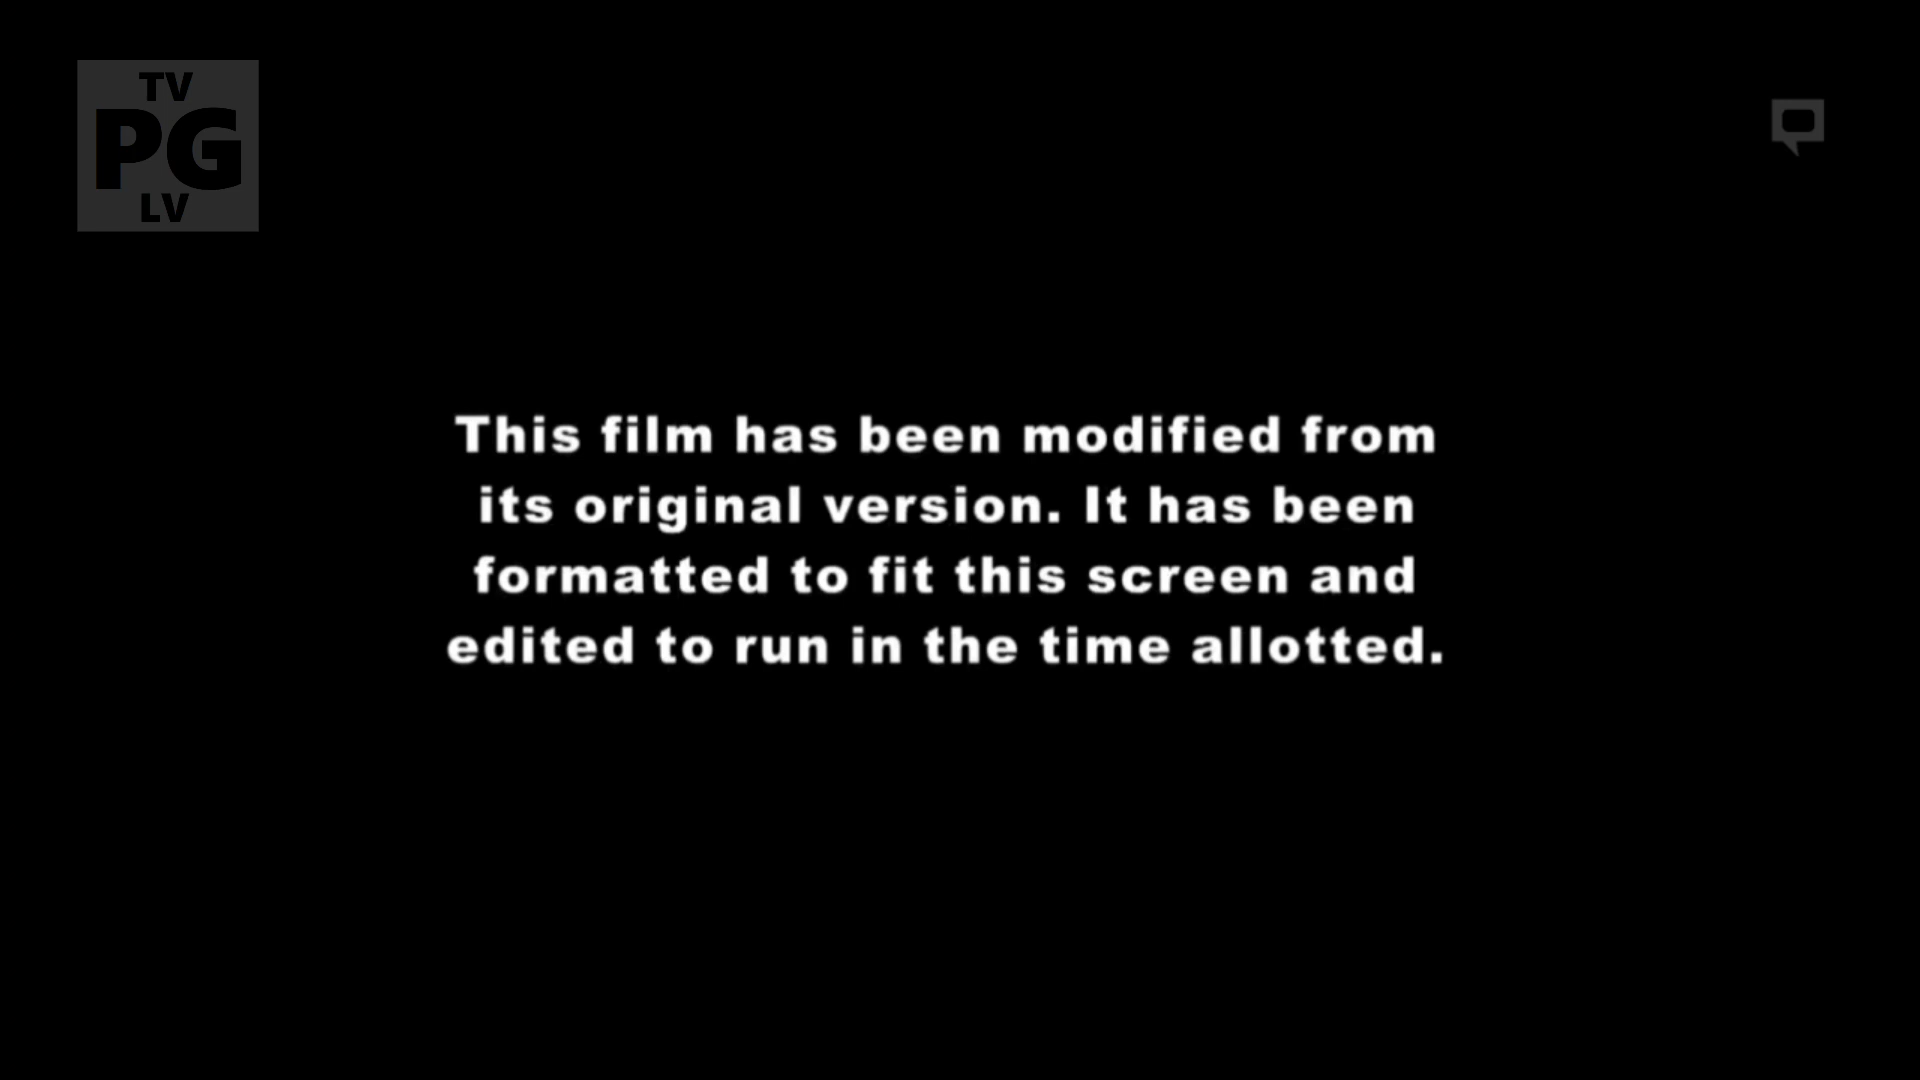 TV
PG
LV
This film has been modified from
its original version. It has been
formatted to fit this screen and
edited to run in the time allotted.